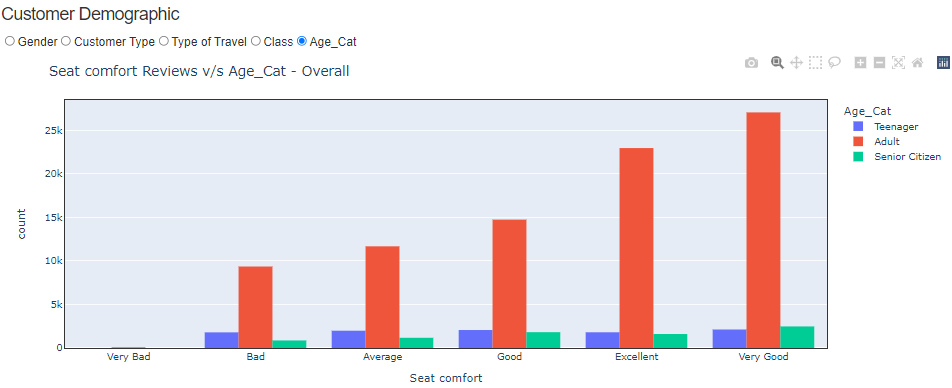 Customer Demographic
Gender Customer Type Type of Travel Class Age_Cat
Seat comfort Reviews v/s Age_Cat - Overall
Age_Cat
Teenager
Adult
Senior Citizen
25k
20k
15k
10k
5k
0
count
Very Bad Bad Average Good Excellent Very Good
Seat comfort